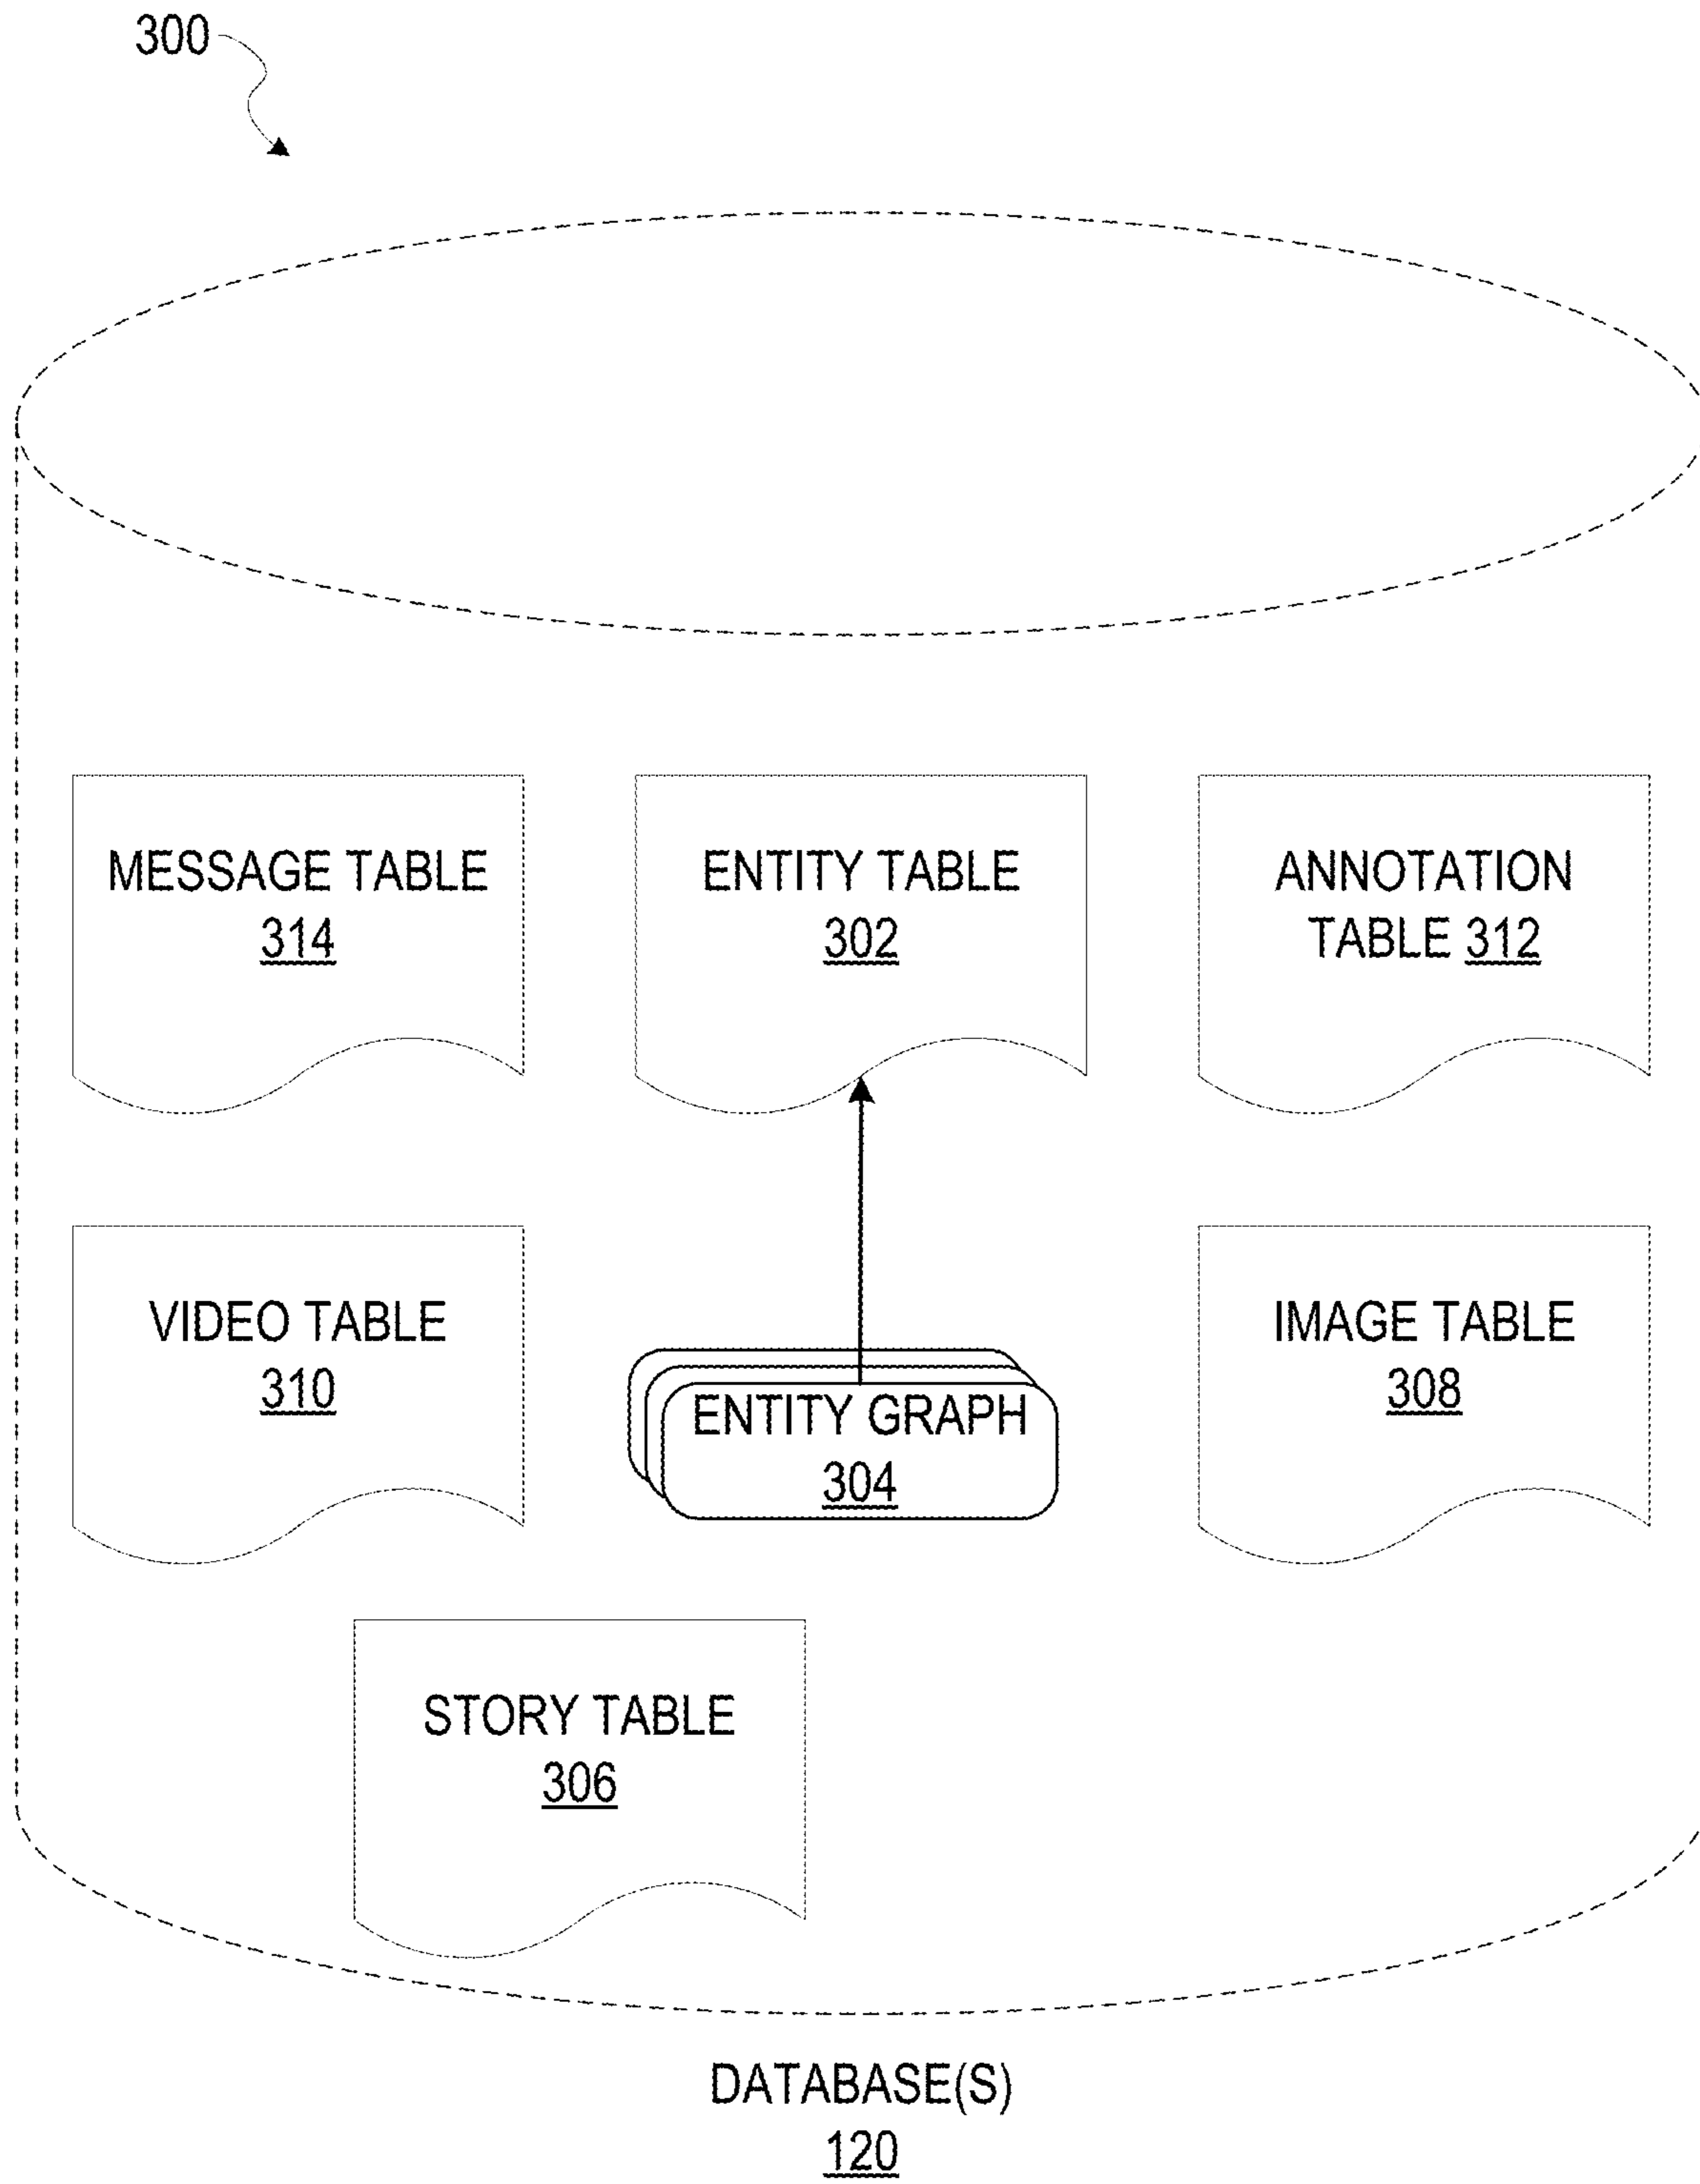 300
MESSAGE TABLE
314
ENTITY TABLE
302
ANNOTATION
TABLE 312
VIDEO TABLE
310
ENTITY GRAPH
304
IMAGE TABLE
308
STORY TABLE
306
DATABASE(S)
120